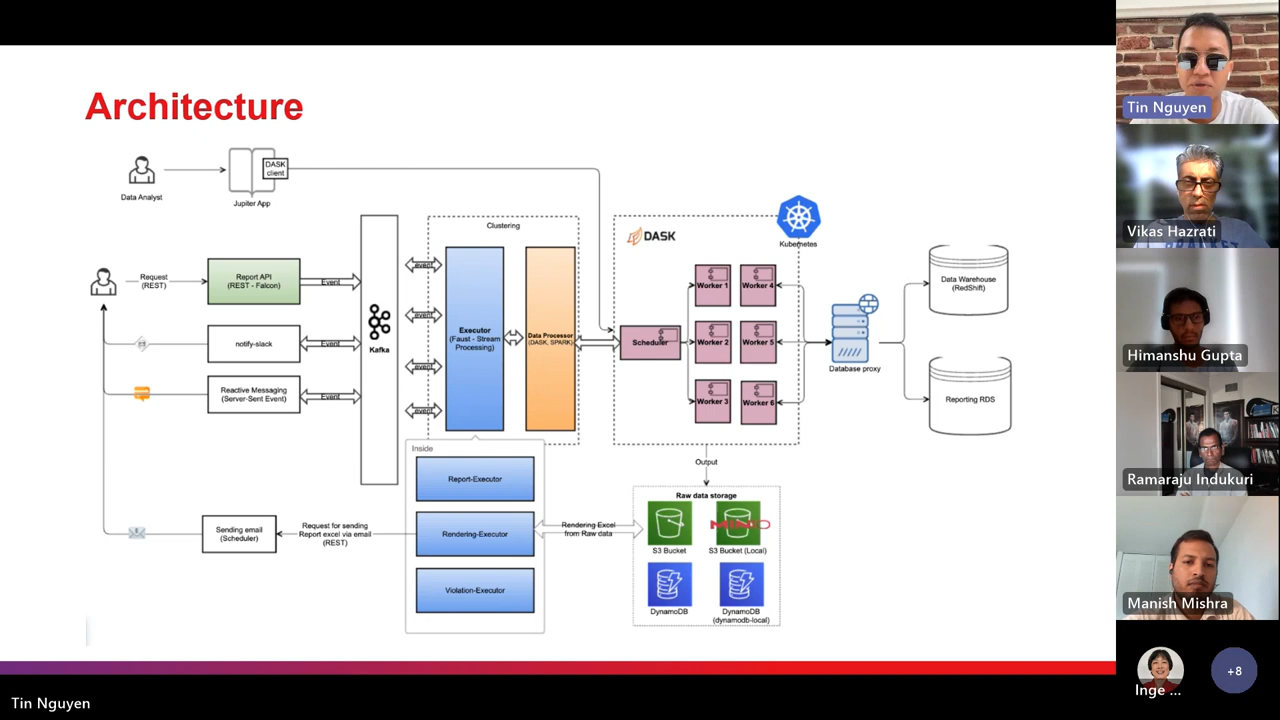 Architecture
Data Analyst
DASK
client
Jupiter App
Clustering
DASK
Kubernetes
Request
(REST)
Report API
(REST - Falcon)
Event
notify-slack
Event
Reactive Messaging
(Server-Sent Event)
Event
Kafka
event
event
event
event
Executor
(Faust - Stream
Processing)
Data Processor
(DASK, SPARK)
Scheduler
Worker 1
Worker 4
Worker 2
Worker 5
Worker 3
Worker 6
Database proxy
Data Warehouse
(RedShift)
Reporting RDS
Inside
Report-Executor
Rendering-Executor
Violation-Executor
Sending email
(Scheduler)
Request for sending
Report excel via email
(REST)
Rendering Excel
from Raw data
Output
Raw data storage
MINIO
S3 Bucket
S3 Bucket (Local)
DynamoDB
DynamoDB
(dynamodb-local)
Tin Nguyen
Vikas Hazrati
Himanshu Gupta
Ramaraju Indukuri
Manish Mishra
Inge ...
+8
Tin Nguyen